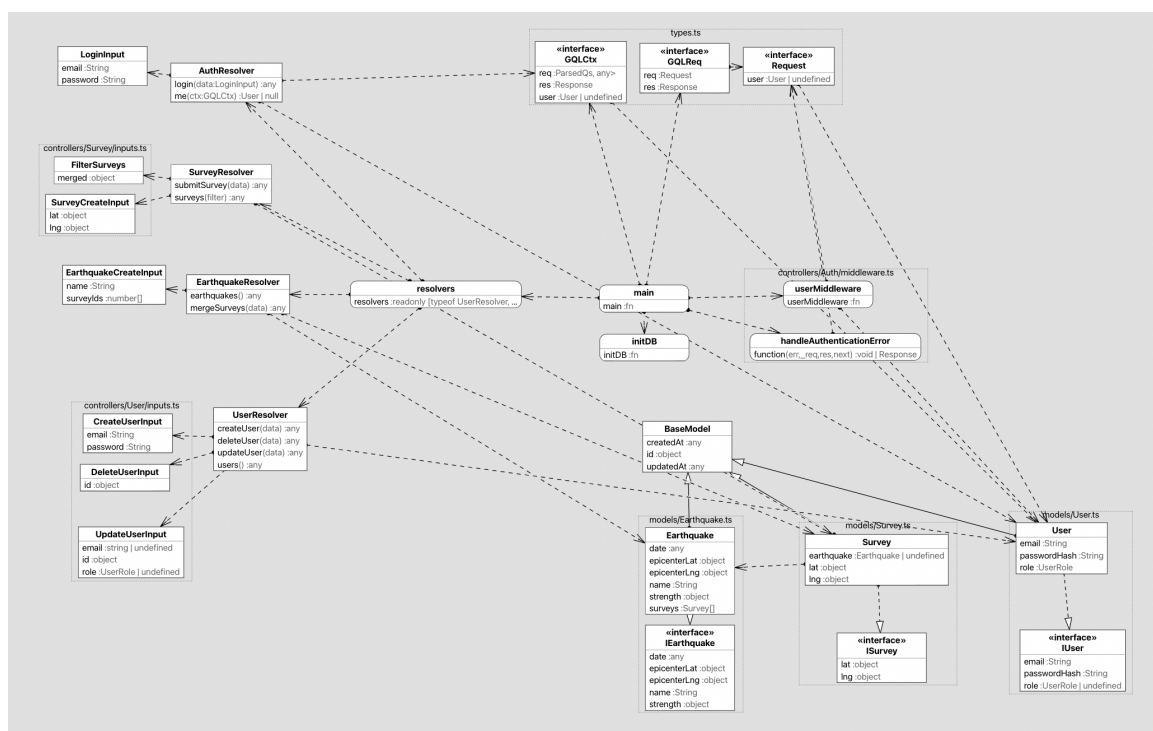 types.ts
LoginInput
email :String
password :String
AuthResolver
login(data:LoginInput) :any
me(ctx:GQLCtx) :User | null
«interface»
GQLCtx
req :ParsedQs, any>
res :Response
user :User | undefined
«interface»
GQLReq
req :Request
res :Response
«interface»
Request
user :User | undefined
controllers/Survey/inputs.ts
FilterSurveys
merged :object
SurveyCreateInput
lat :object
lng :object
SurveyResolver
submitSurvey(data) :any
surveys(filter) :any
EarthquakeCreateInput
name :String
surveyIds :number[]
EarthquakeResolver
earthquakes() :any
mergeSurveys(data) :any
resolvers
resolvers :readonly [typeof UserResolver, ...
main
main :fn
initDB
initDB :fn
controllers/Auth/middleware.ts
userMiddleware
userMiddleware :fn
handleAuthenticationError
function(err,_req,res,next) :void | Response
controllers/User/inputs.ts
CreateUserInput
email :String
password :String
DeleteUserInput
id :object
UpdateUserInput
email :string | undefined
id :object
role :UserRole | undefined
UserResolver
createUser(data) :any
deleteUser(data) :any
updateUser(data) :any
users() :any
BaseModel
createdAt :any
id :object
updatedAt :any
models/Earthquake.ts
Earthquake
date :any
epicenterLat :object
epicenterLng :object
name :String
strength :object
surveys :Survey[]
«interface»
IEarthquake
date :any
epicenterLat :object
epicenterLng :object
name :String
strength :object
models/Survey.ts
Survey
earthquake :Earthquake | undefined
lat :object
lng :object
«interface»
ISurvey
lat :object
lng :object
models/User.ts
User
email :String
passwordHash :String
role :UserRole
«interface»
IUser
email :String
passwordHash :String
role :UserRole | undefined